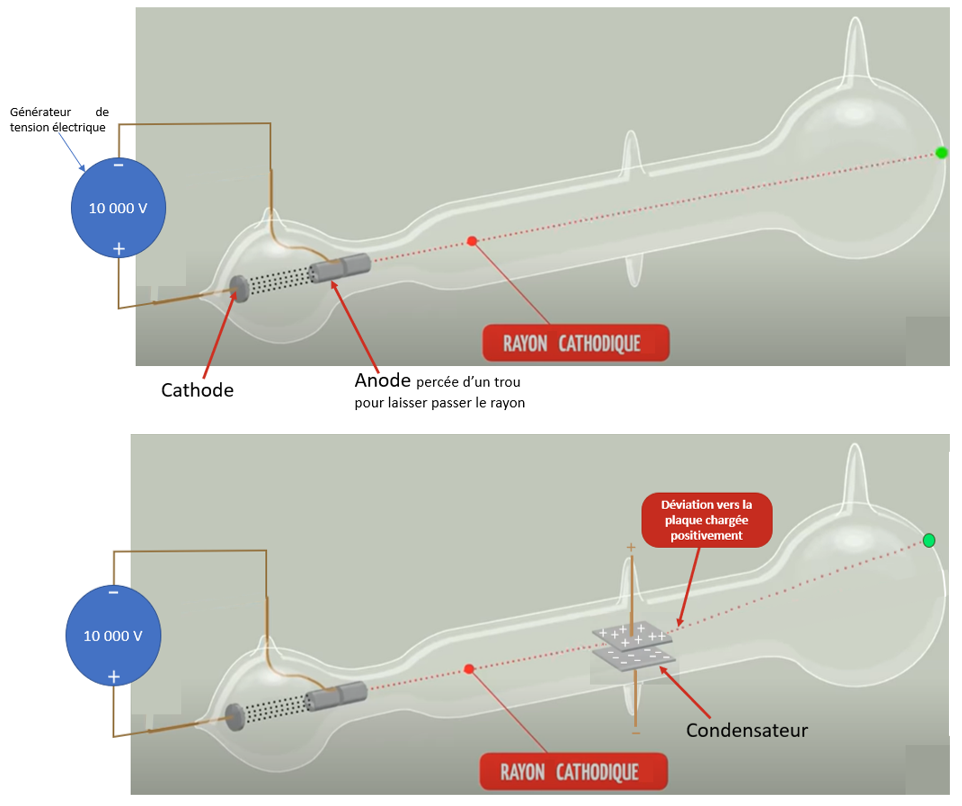 Générateur de
tension électrique
−
10 000 V
+
RAYON CATHODIQUE
Cathode
Anode percée d’un trou
pour laisser passer le rayon
Déviation vers la
plaque chargée
positivement
+
−
10 000 V
+
+ + + + + + + +
− − − − − − − −
−
Condensateur
RAYON CATHODIQUE